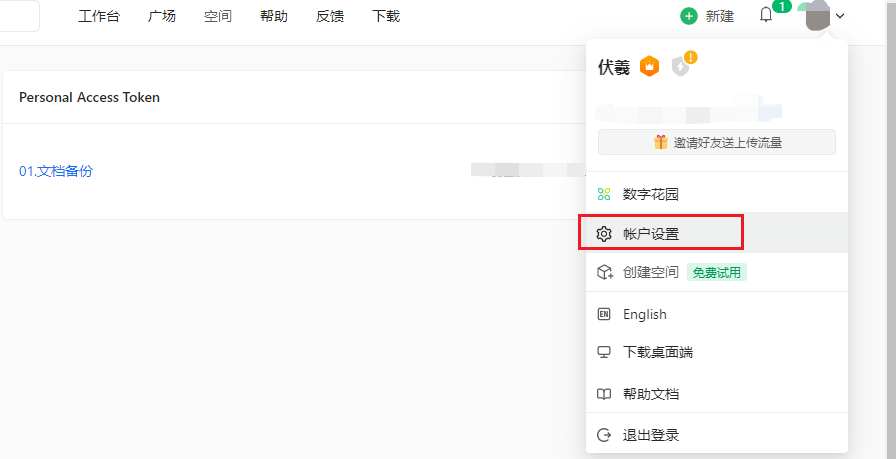 工作台 广场 空间 帮助 反馈 下载 新建 1
伏羲
Personal Access Token
邀请好友送上传流量
01.文档备份
数字花园
帐户设置
创建空间 免费试用
EN English
下载桌面端
帮助文档
退出登录